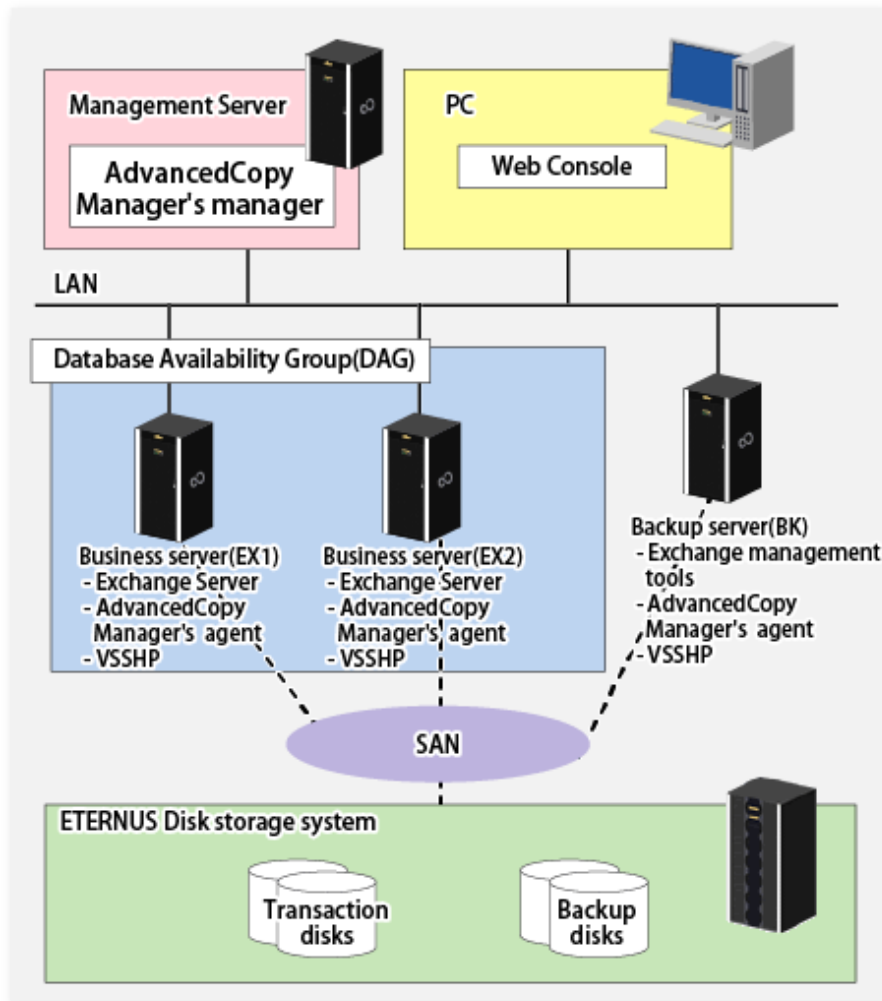 Management Server
AdvancedCopy
Manager's manager
PC
Web Console
LAN
Database Availability Group(DAG)
Business server(EX1)
- Exchange Server
- AdvancedCopy
Manager's agent
- VSSHP
Business server(EX2)
- Exchange Server
- AdvancedCopy
Manager's agent
- VSSHP
Backup server(BK)
- Exchange management
tools
- AdvancedCopy
Manager's agent
- VSSHP
SAN
ETERNUS Disk storage system
Transaction
disks
Backup
disks